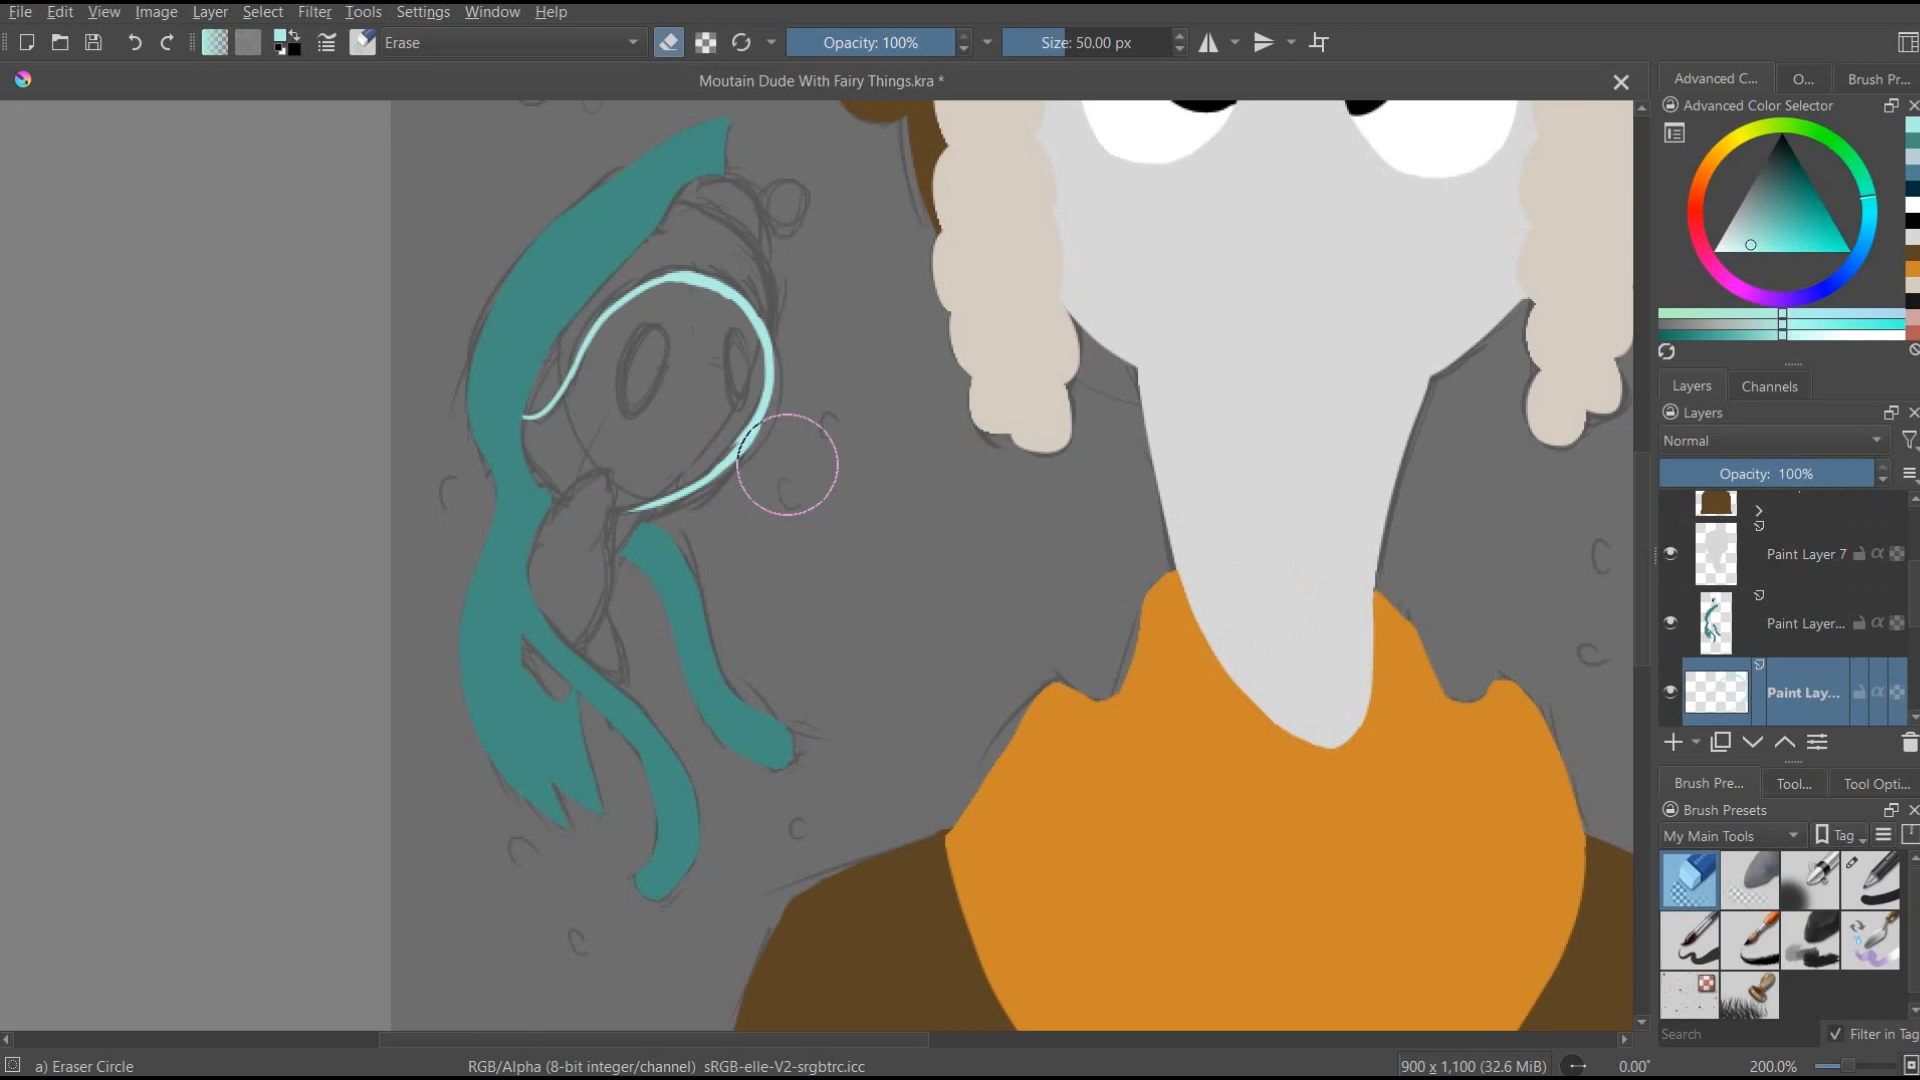 File Edit View Image Layer Select Filter Tools Settings Window Help
Erase Opacity: 100% Size: 50.00 px
Moutain Dude With Fairy Things.kra *
Advanced C... O... Brush Pr...
Advanced Color Selector
Layers Channels
Layers
Normal
Opacity: 100%
Paint Layer 7
Paint Layer...
Paint Lay...
Brush Pre... Tool... Tool Opti...
Brush Presets
My Main Tools Tag
Search Filter in Tag
a) Eraser Circle RGB/Alpha (8-bit integer/channel) sRGB-elle-V2-srgbtrc.icc 900 x 1,100 (32.6 MiB) 0.00° 200.0%